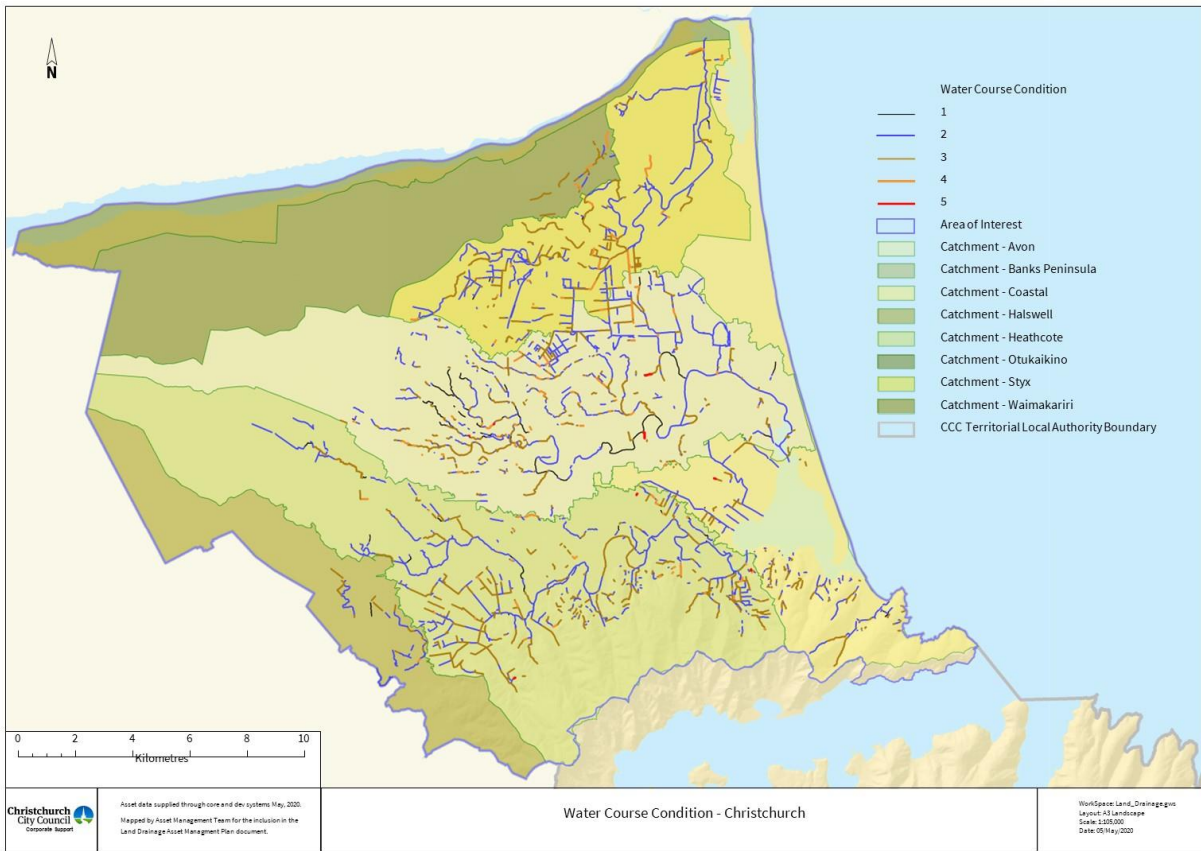 N
Water Course Condition
1
2
3
4
5
Area of Interest
Catchment - Avon
Catchment - Banks Peninsula
Catchment - Coastal
Catchment - Halswell
Catchment - Heathcote
Catchment - Otukaikino
Catchment - Styx
Catchment - Waimakariri
CCC Territorial Local Authority Boundary
0 2 4 6 8 10
Kilometres
Christchurch
City Council
Corporate Support
Asset data supplied through core and dev systems May, 2020.
Mapped by Asset Management Team for the inclusion in the
Land Drainage Asset Managment Plan document.
Water Course Condition - Christchurch
WorkSpace: Land_Drainage.gws
Layout: A3 Landscape
Scale: 1:105,000
Date: 05/May/2020